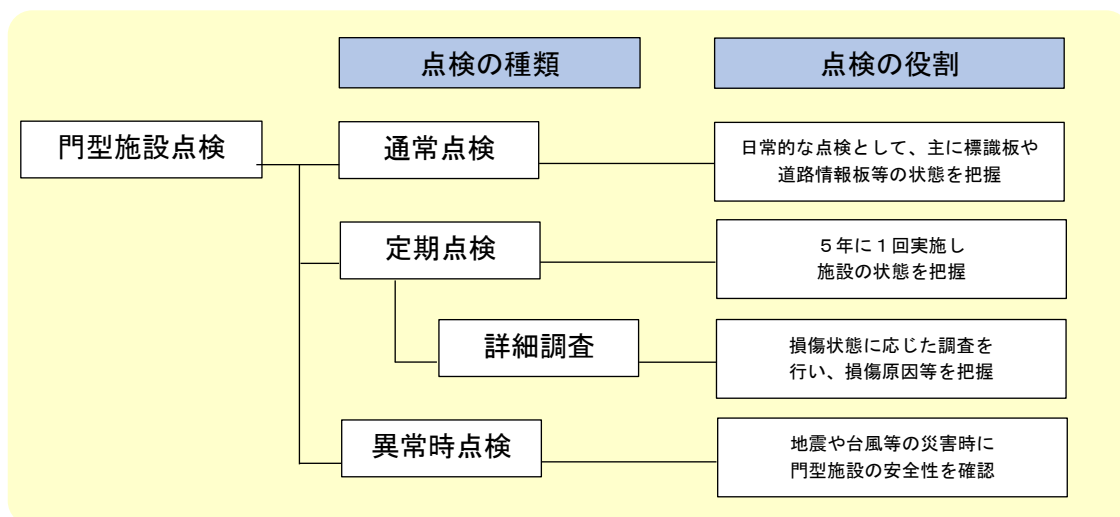 点検の種類
点検の役割
門型施設点検
通常点検
日常的な点検として、主に標識板や
道路情報板等の状態を把握
定期点検
５年に１回実施し
施設の状態を把握
詳細調査
損傷状態に応じた調査を
行い、損傷原因等を把握
異常時点検
地震や台風等の災害時に
門型施設の安全性を確認